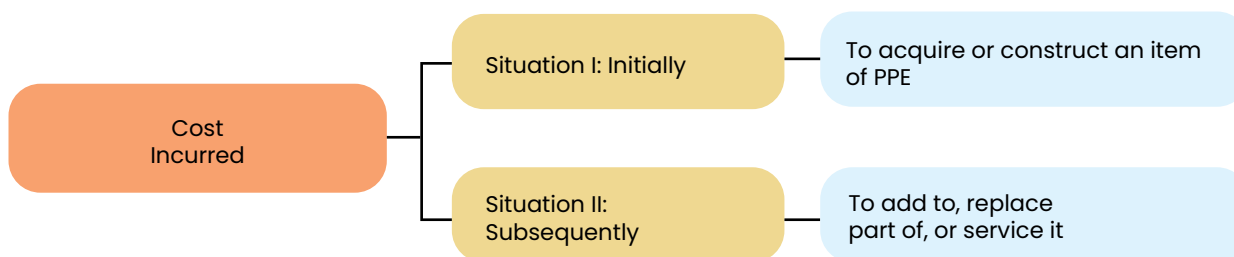 Cost
Incurred
Situation I: Initially
To acquire or construct an item
of PPE
Situation II:
Subsequently
To add to, replace
part of, or service it